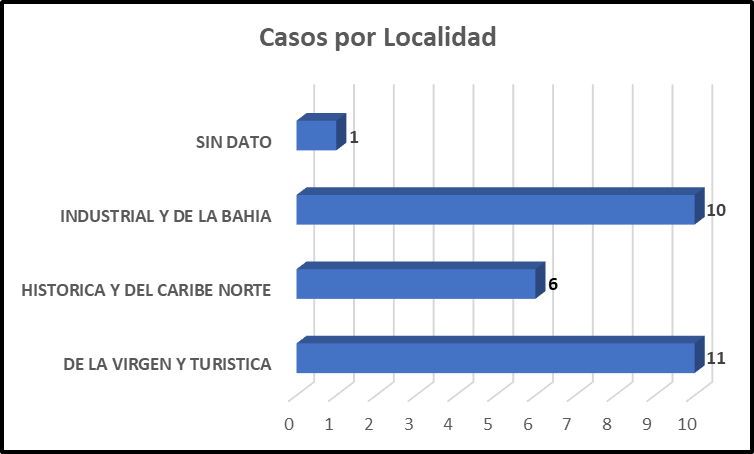 Casos por Localidad
SIN DATO
1
INDUSTRIAL Y DE LA BAHIA
10
HISTORICA Y DEL CARIBE NORTE
6
DE LA VIRGEN Y TURISTICA
11
0 1 2 3 4 5 6 7 8 9 10